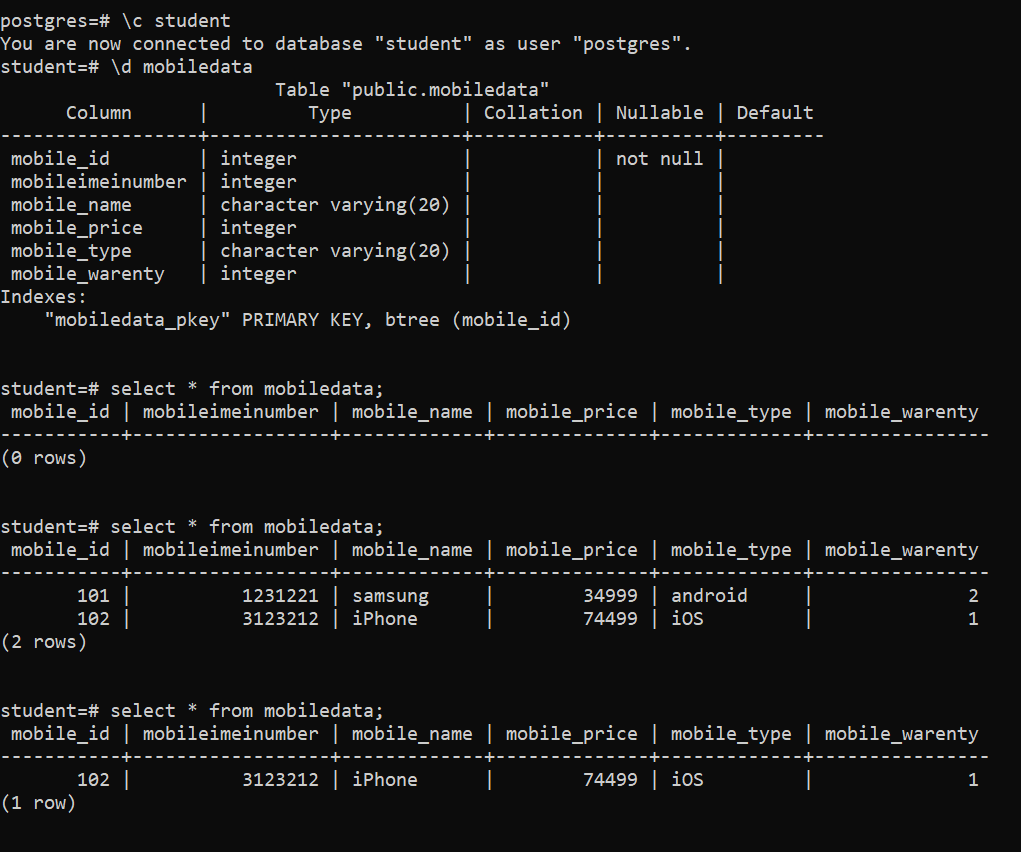 postgres=# \c student
You are now connected to database "student" as user "postgres".
student=# \d mobiledata
                         Table "public.mobiledata"
      Column      |         Type          | Collation | Nullable | Default
------------------+-----------------------+-----------+----------+---------
 mobile_id        | integer               |           | not null |
 mobileimeinumber | integer               |           |          |
 mobile_name      | character varying(20) |           |          |
 mobile_price     | integer               |           |          |
 mobile_type      | character varying(20) |           |          |
 mobile_warenty   | integer               |           |          |
Indexes:
    "mobiledata_pkey" PRIMARY KEY, btree (mobile_id)
student=# select * from mobiledata;
 mobile_id | mobileimeinumber | mobile_name | mobile_price | mobile_type | mobile_warenty
-----------+------------------+-------------+--------------+-------------+----------------
(0 rows)
student=# select * from mobiledata;
 mobile_id | mobileimeinumber | mobile_name | mobile_price | mobile_type | mobile_warenty
-----------+------------------+-------------+--------------+-------------+----------------
       101 |          1231221 | samsung     |        34999 | android     |              2
       102 |          3123212 | iPhone      |        74499 | iOS         |              1
(2 rows)
student=# select * from mobiledata;
 mobile_id | mobileimeinumber | mobile_name | mobile_price | mobile_type | mobile_warenty
-----------+------------------+-------------+--------------+-------------+----------------
       102 |          3123212 | iPhone      |        74499 | iOS         |              1
(1 row)